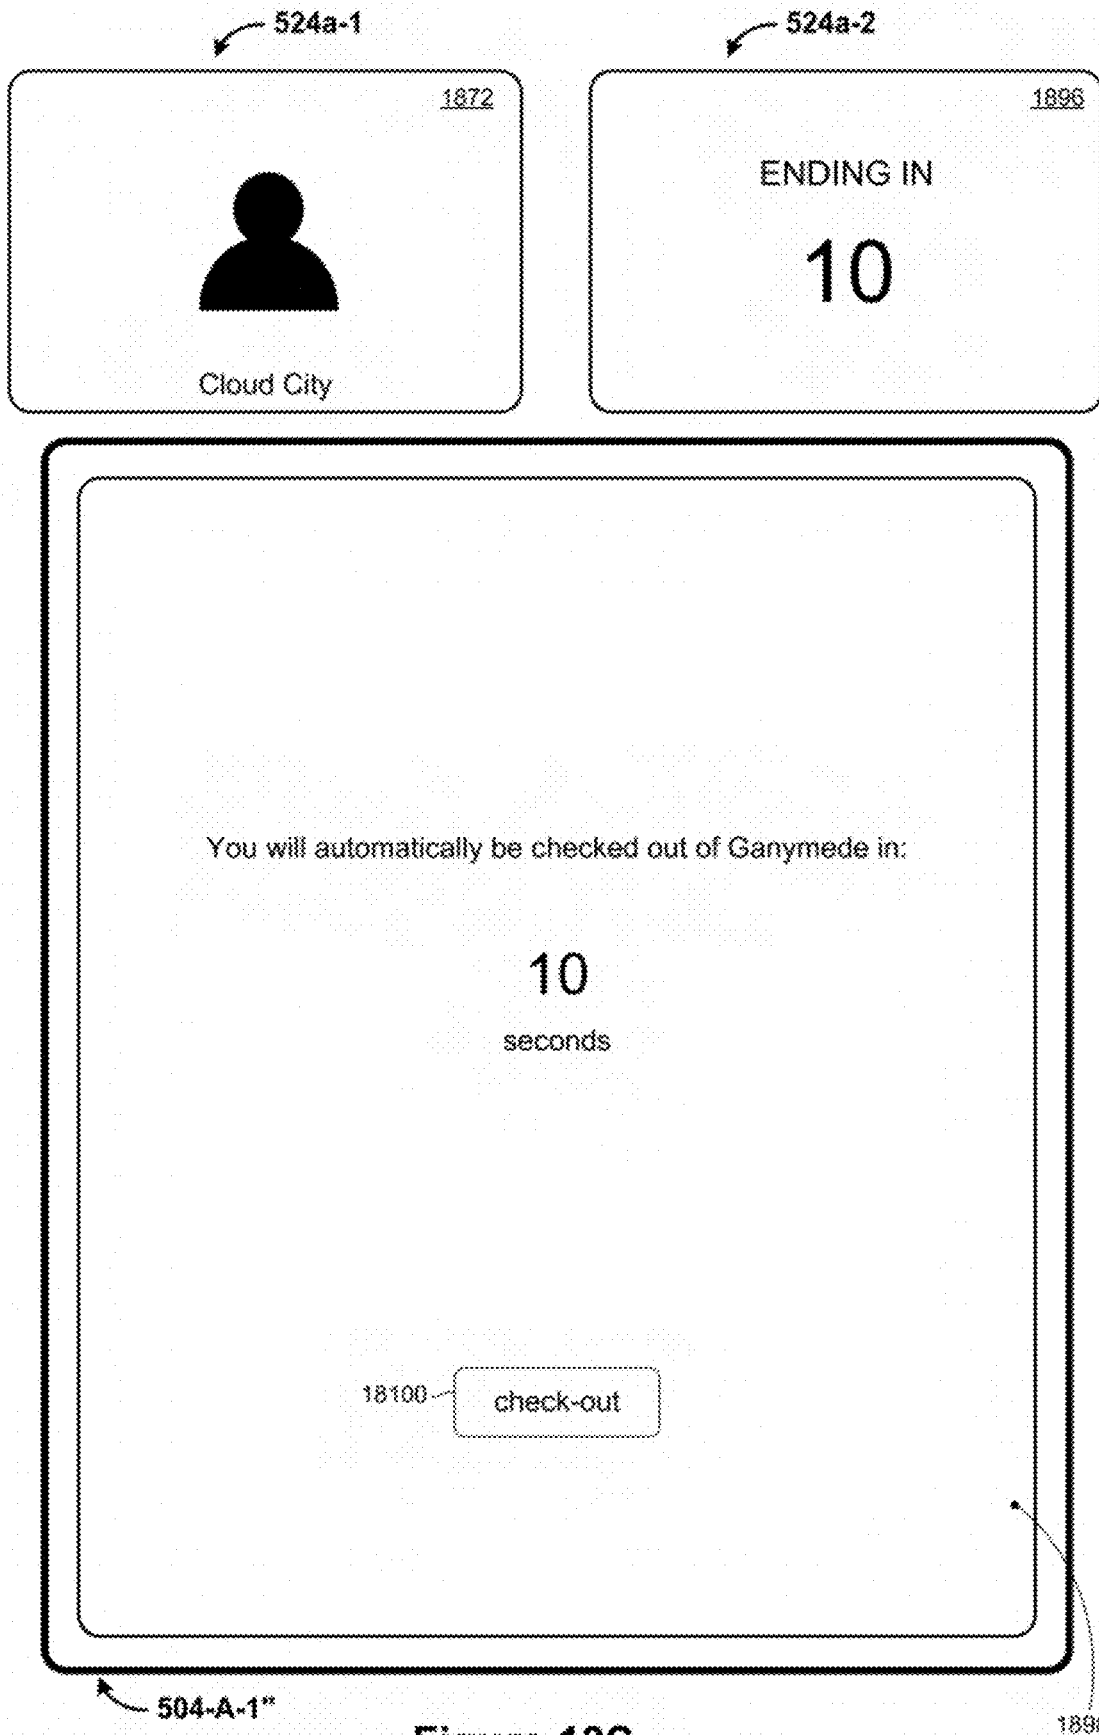 524a-1
524a-2
1872
1896
Cloud City
ENDING IN
10
You will automatically be checked out of Ganymede in:
10
seconds
18100
check-out
504-A-1"